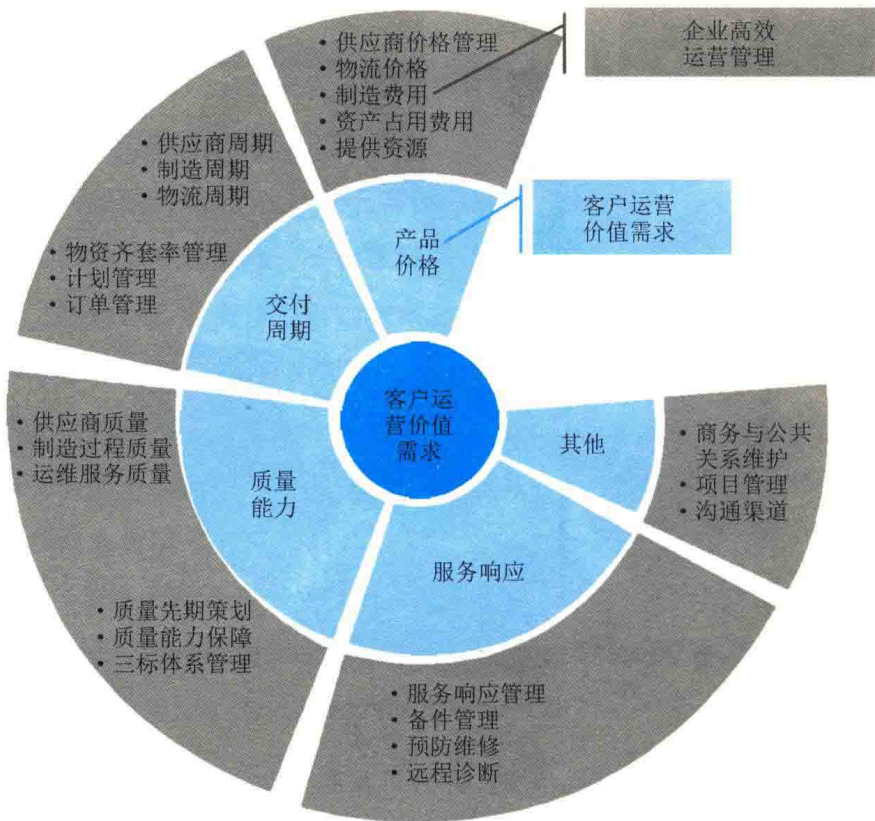 • 供应商价格管理
• 物流价格
• 制造费用
• 资产占用费用
• 提供资源
企业高效
运营管理
• 供应商周期
• 制造周期
• 物流周期
• 物资齐套率管理
• 计划管理
• 订单管理
产品
价格
客户运营
价值需求
交付
周期
客户运
营价值
需求
• 供应商质量
• 制造过程质量
• 运维服务质量
质量
能力
其他
• 商务与公共
关系维护
• 项目管理
• 沟通渠道
服务响应
• 质量先期策划
• 质量能力保障
• 三标体系管理
• 服务响应管理
• 备件管理
• 预防维修
• 远程诊断